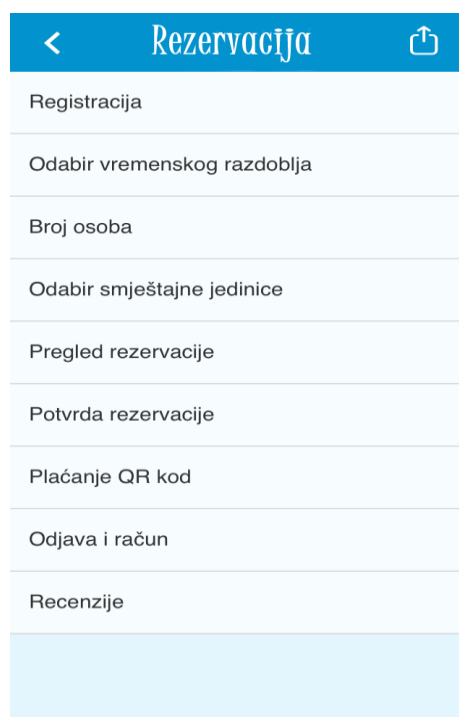 Rezervacija
Registracija
Odabir vremenskog razdoblja
Broj osoba
Odabir smještajne jedinice
Pregled rezervacije
Potvrda rezervacije
Plaćanje QR kod
Odjava i račun
Recenzije